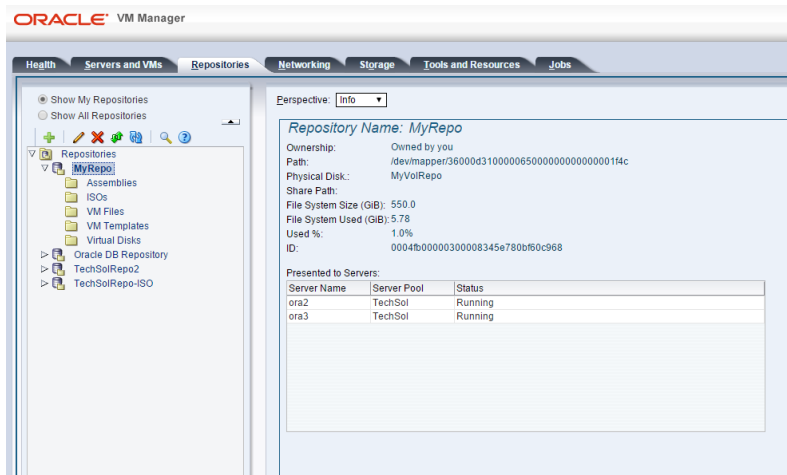 ORACLE VM Manager
Health Servers and VMs Repositories Networking Storage Tools and Resources Jobs
Show My Repositories
Show All Repositories
Repositories
MyRepo
Assemblies
ISOs
VM Files
VM Templates
Virtual Disks
Oracle DB Repository
TechSolRepo2
TechSolRepo-ISO
Perspective: Info
Repository Name: MyRepo
Ownership: Owned by you
Path: /dev/mapper/36000d310000065000000000000001f4c
Physical Disk.: MyVolRepo
Share Path:
File System Size (GiB): 550.0
File System Used (GiB): 5.78
Used %: 1.0%
ID: 0004fb00000300008345e780bf60c968
Presented to Servers:
Server Name Server Pool Status
ora2 TechSol Running
ora3 TechSol Running